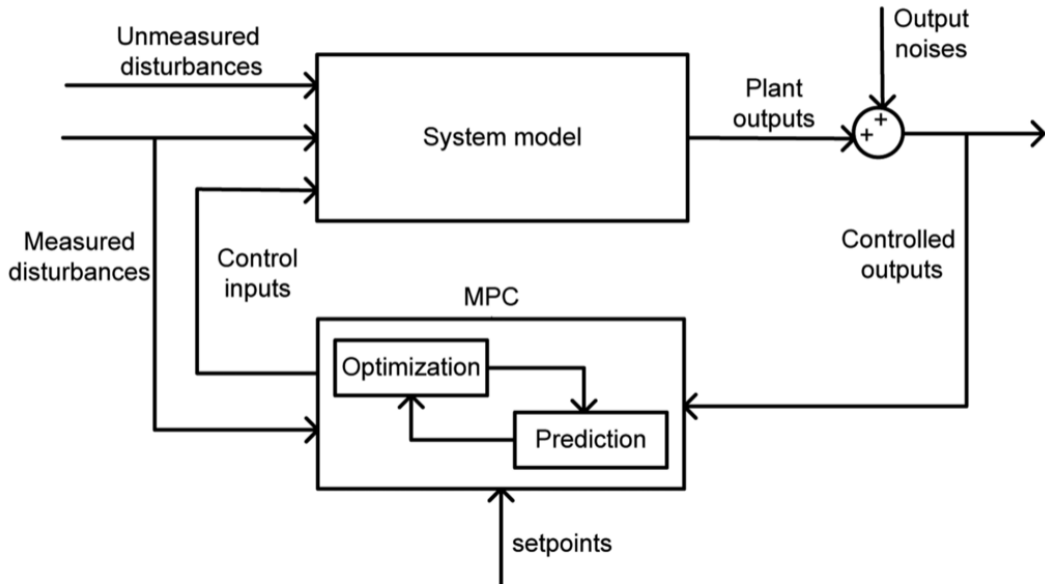 Unmeasured
disturbances
Output
noises
System model
Plant
outputs
+
+
Measured
disturbances
Control
inputs
Controlled
outputs
MPC
Optimization
Prediction
setpoints